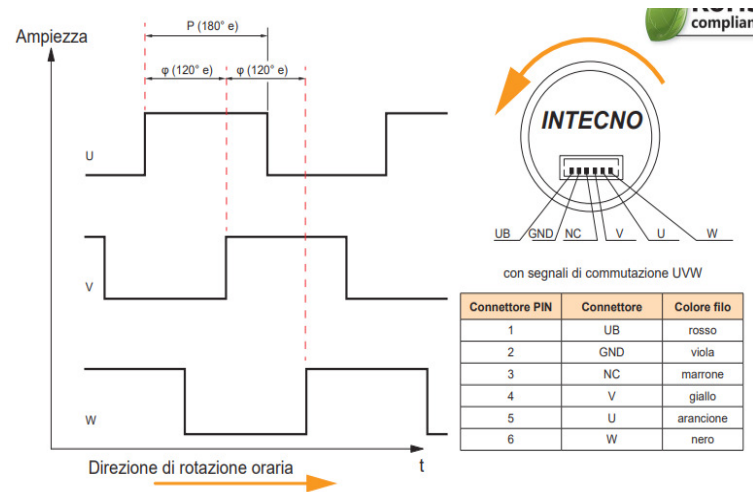 Ampiezza
P (180° e)
φ (120° e) φ (120° e)
U
V
W
Direzione di rotazione oraria t
complian
INTECNO
UB GND NC V U W
con segnali di commutazione UVW
Connettore PIN Connettore Colore filo
1 UB rosso
2 GND viola
3 NC marrone
4 V giallo
5 U arancione
6 W nero